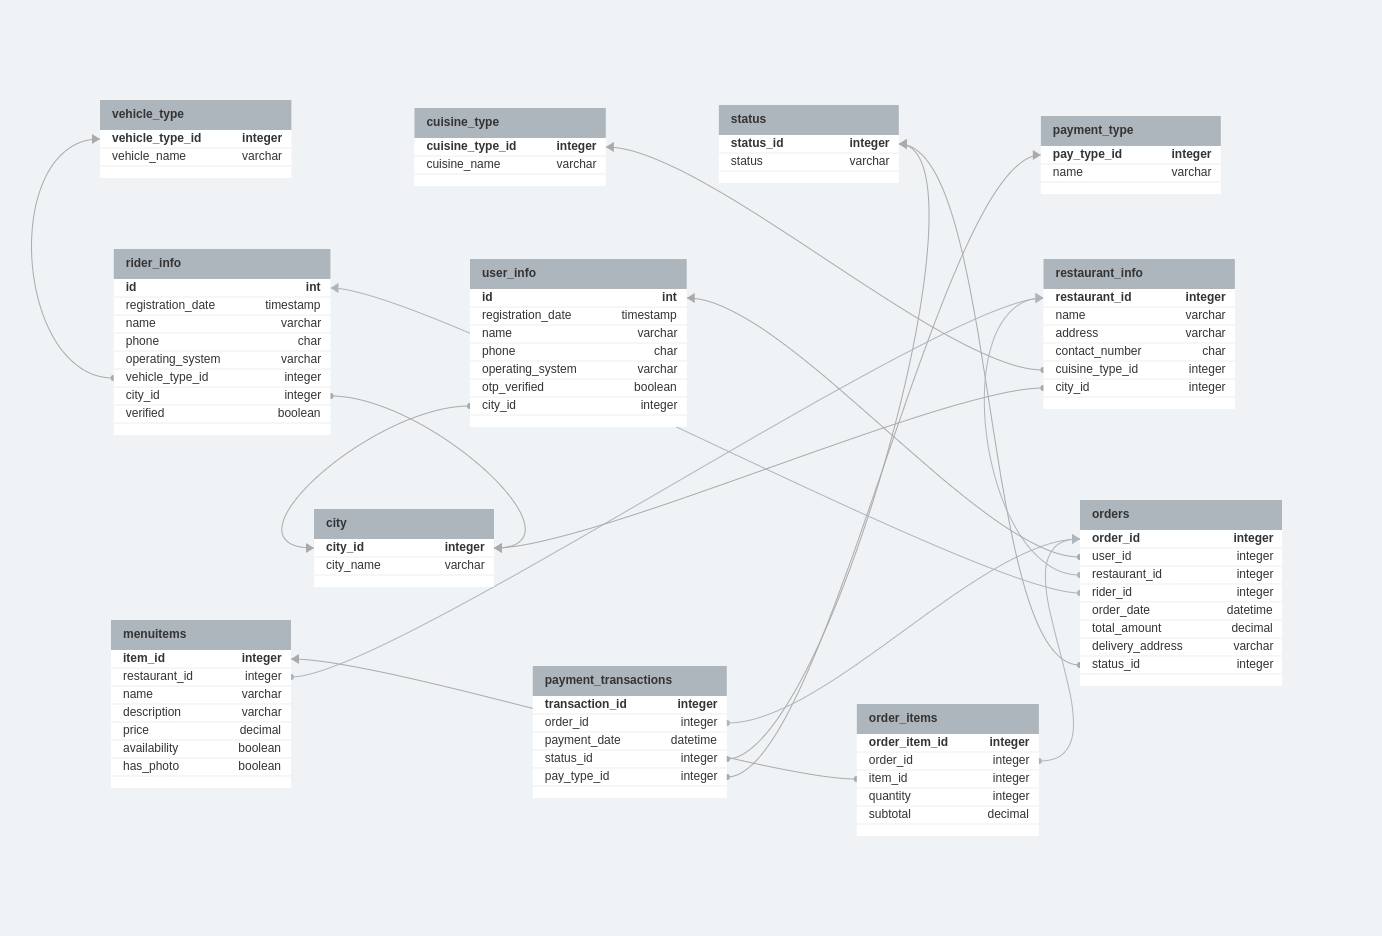 vehicle_type
vehicle_type_id integer
vehicle_name varchar
cuisine_type
cuisine_type_id integer
cuisine_name varchar
status
status_id integer
status varchar
payment_type
pay_type_id integer
name varchar
rider_info
id int
registration_date timestamp
name varchar
phone char
operating_system varchar
vehicle_type_id integer
city_id integer
verified boolean
user_info
id int
registration_date timestamp
name varchar
phone char
operating_system varchar
otp_verified boolean
city_id integer
restaurant_info
restaurant_id integer
name varchar
address varchar
contact_number char
cuisine_type_id integer
city_id integer
city
city_id integer
city_name varchar
orders
order_id integer
user_id integer
restaurant_id integer
rider_id integer
order_date datetime
total_amount decimal
delivery_address varchar
status_id integer
menuitems
item_id integer
restaurant_id integer
name varchar
description varchar
price decimal
availability boolean
has_photo boolean
payment_transactions
transaction_id integer
order_id integer
payment_date datetime
status_id integer
pay_type_id integer
order_items
order_item_id integer
order_id integer
item_id integer
quantity integer
subtotal decimal